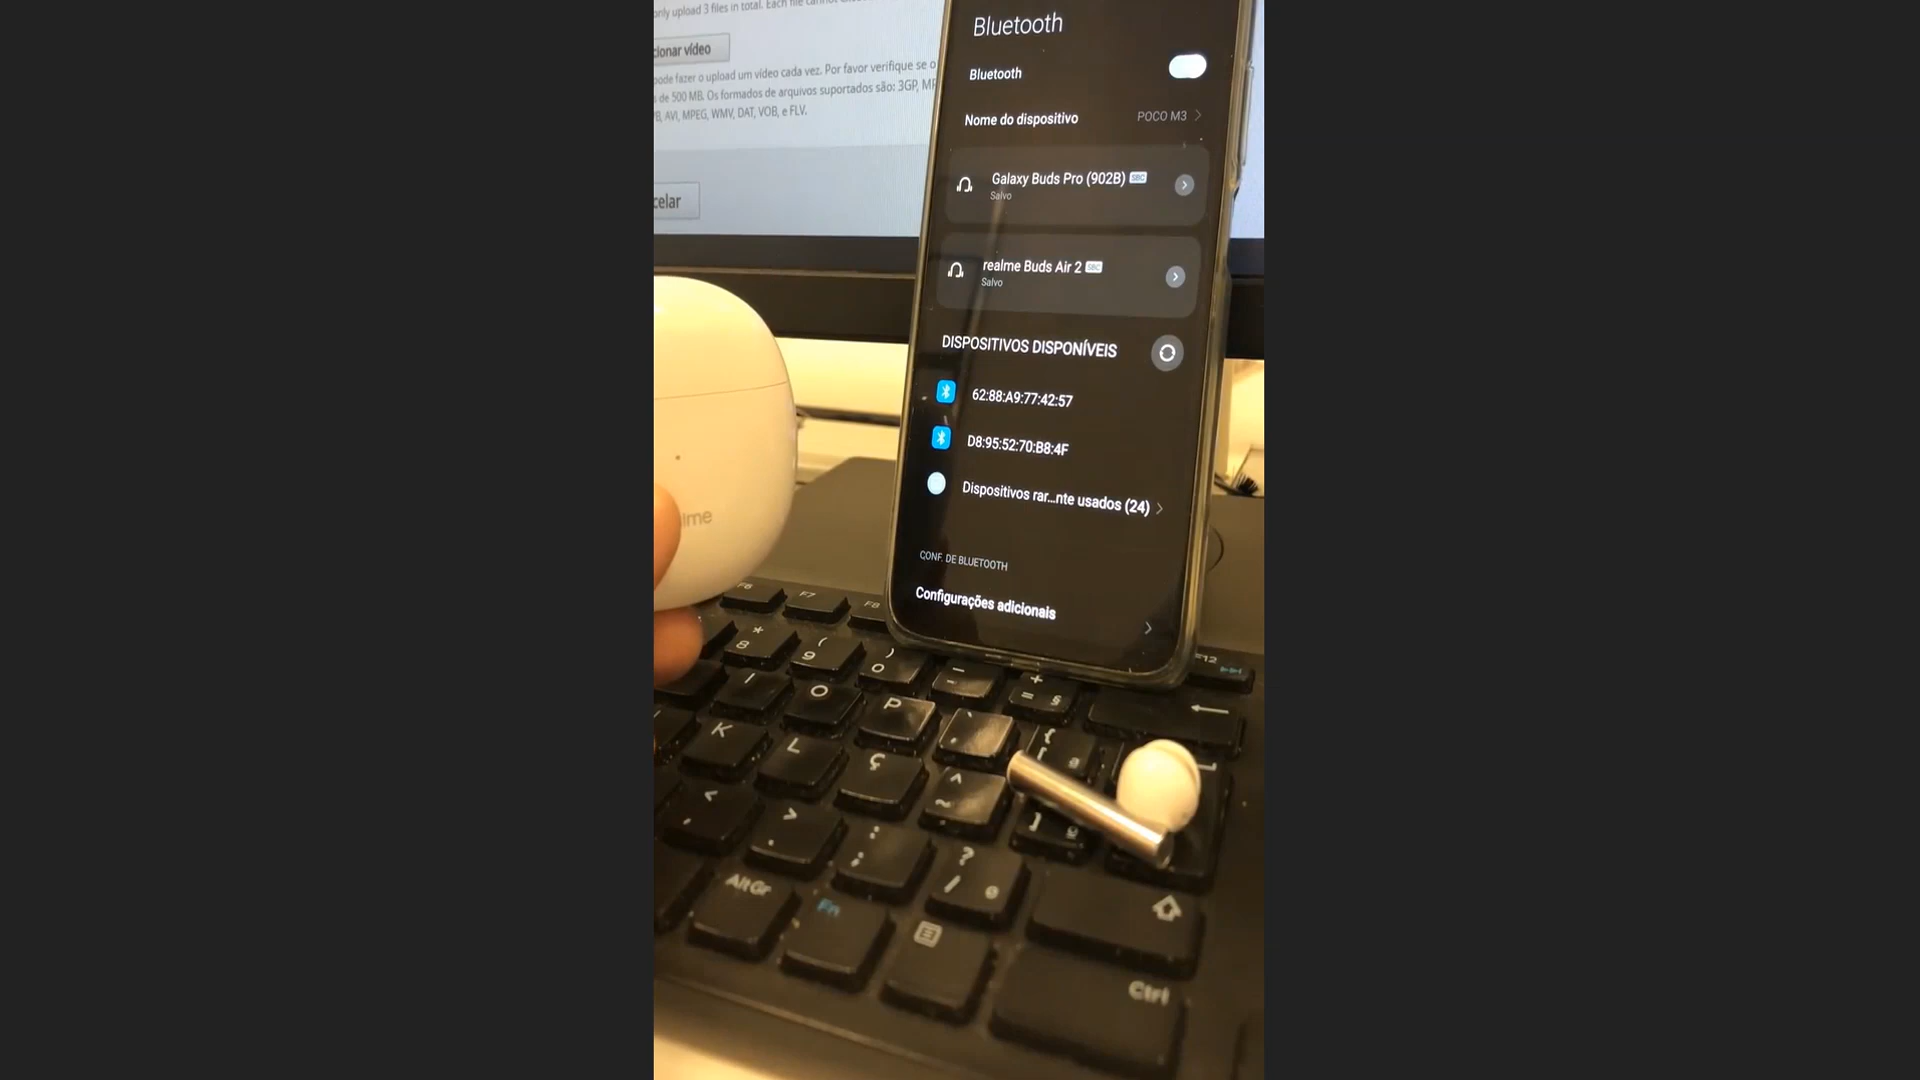 only upload 3 files in total. Each file cannot
cionar vídeo
pode fazer o upload um vídeo cada vez. Por favor verifique se o
s de 500 MB. Os formados de arquivos suportados são: 3GP,
B, AVI, MPEG, WMV, DAT, VOB, e FLV.
celar
Bluetooth
Bluetooth
Nome do dispositivo
POCO M3
Galaxy Buds Pro (902B) SBC
Salvo
realme Buds Air 2 SBC
Salvo
DISPOSITIVOS DISPONÍVEIS
62:88:A9:77:42:57
D8:95:52:70:B8:4F
Dispositivos rar...nte usados (24)
CONF. DE BLUETOOTH
Configurações adicionais
lme
F6
F7
F8
F12
*
8
(
9
)
0
_
-
+
= §
I
O
P
`
´
{
[
ª
K
L
Ç
^
~
}
]
º
<
,
>
.
:
;
?
/
AltGr
Fn
Ctrl